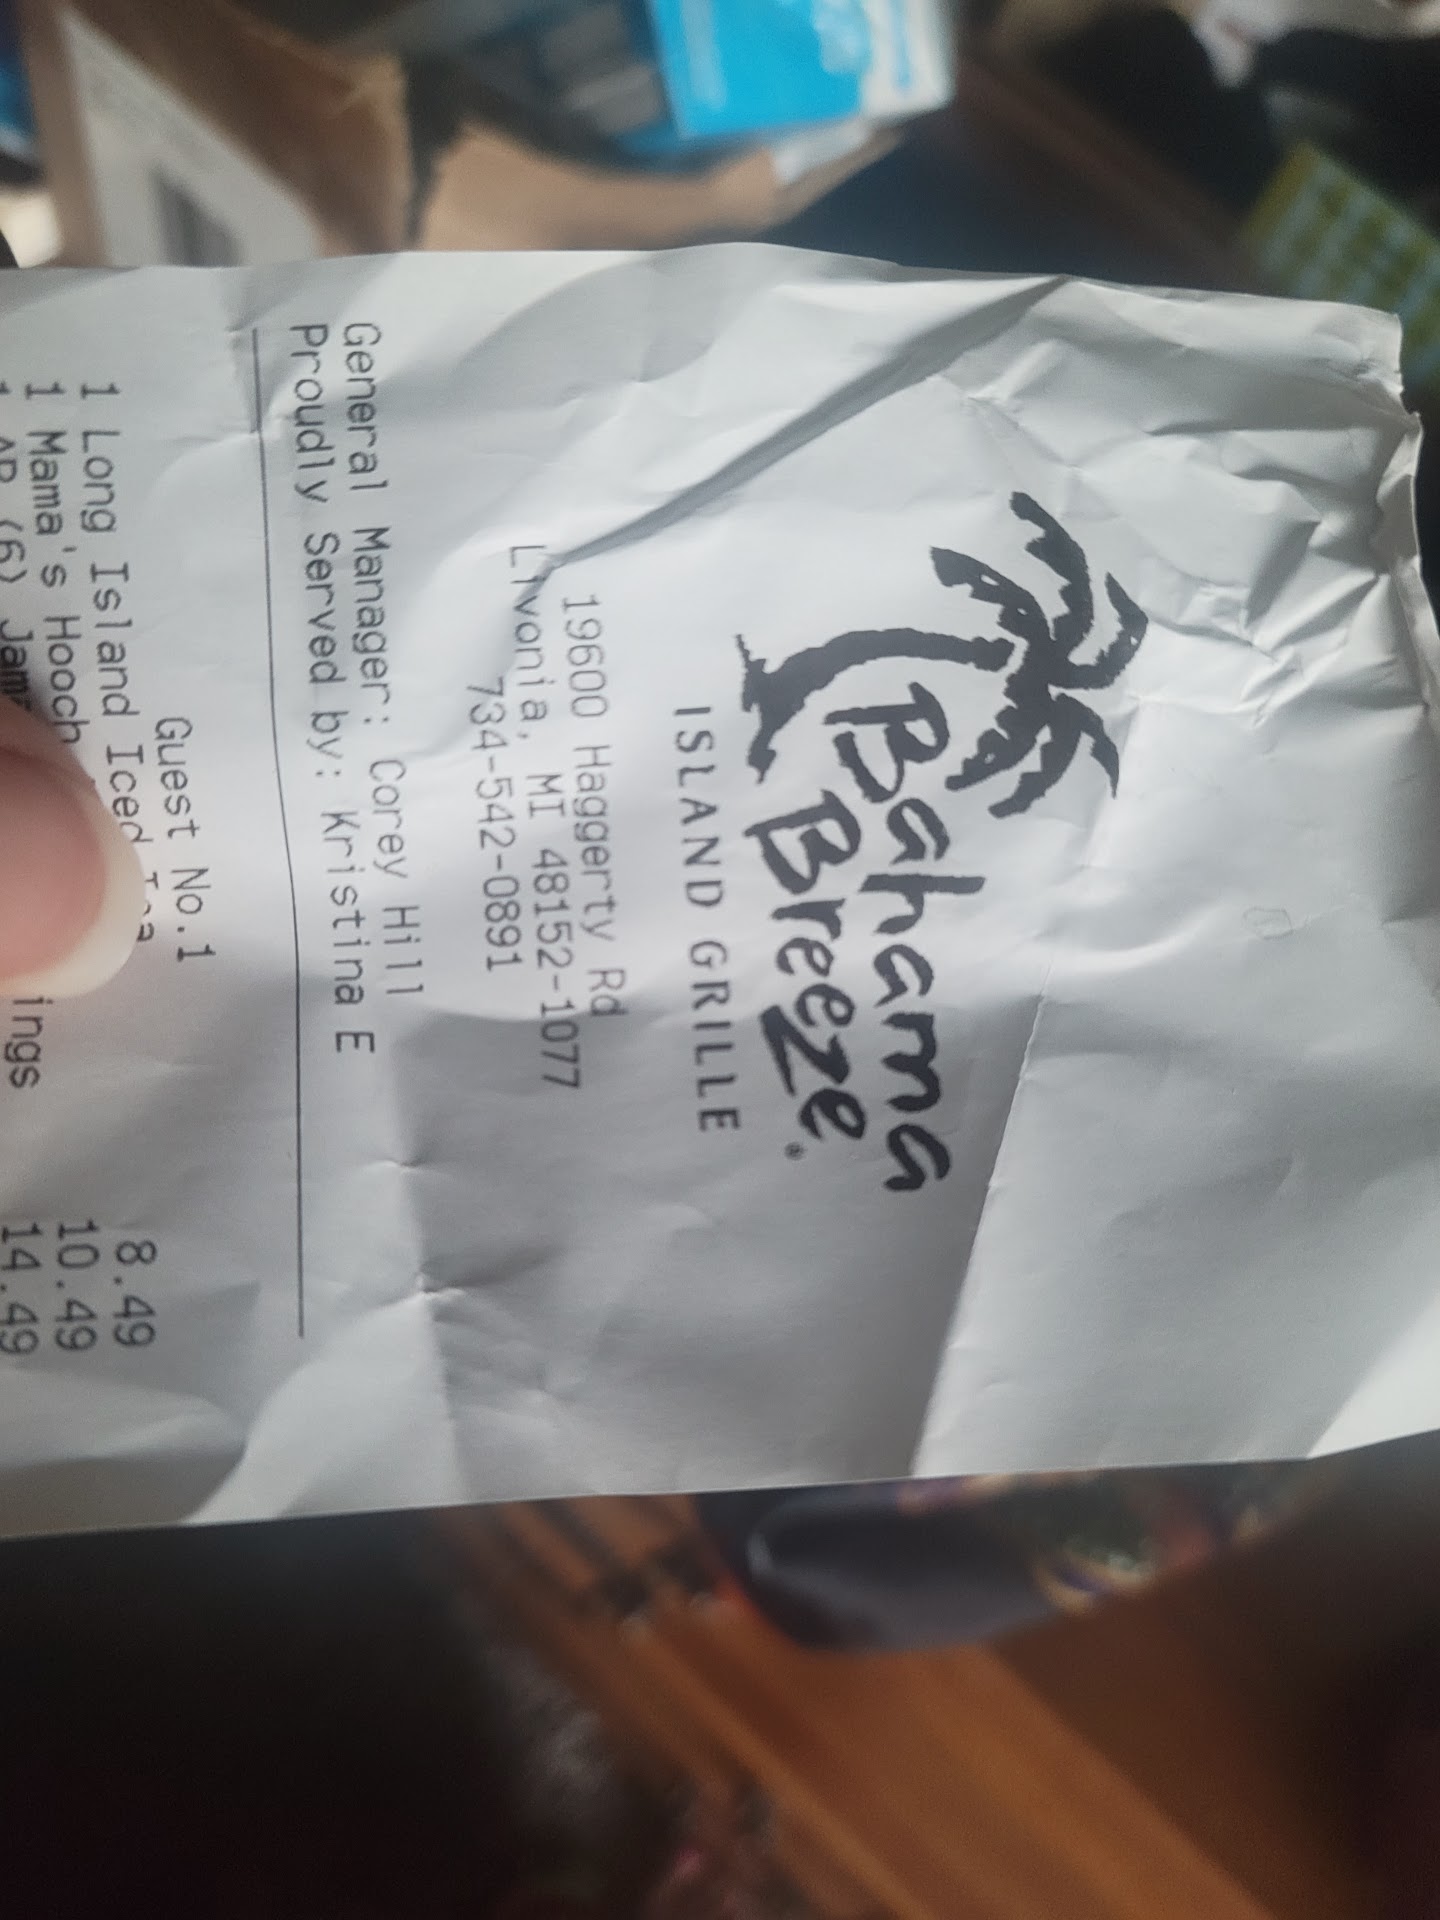 Bahama
Breeze
ISLAND GRILLE
19600 Haggerty Rd
Livonia, MI 48152-1077
734-542-0891
General Manager: Corey Hill
Proudly Served by: Kristina E
Guest No.1
1 Long Island Iced Tea 8.49
1 Mama's Hooch 10.49
(6) ings 14.49